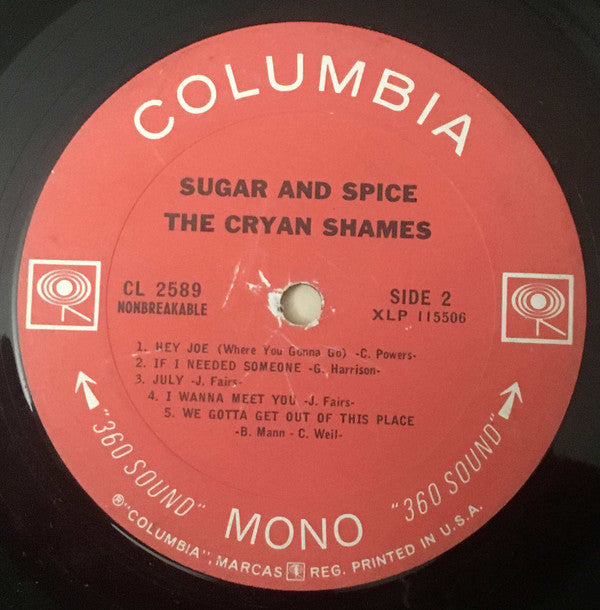 COLUMBIA
SUGAR AND SPICE
THE CRYAN SHAMES
CL 2589
NONBREAKABLE
SIDE 2
XLP 115506
1. HEY JOE (Where You Gonna Go) -C. Powers-
2. IF I NEEDED SOMEONE -G. Harrison-
3. JULY -J. Fairs-
4. I WANNA MEET YOU -J. Fairs-
5. WE GOTTA GET OUT OF THIS PLACE
-B. Mann - C. Weil-
"360 SOUND"
MONO
"360 SOUND"
®"COLUMBIA", MARCAS REG. PRINTED IN U.S.A.